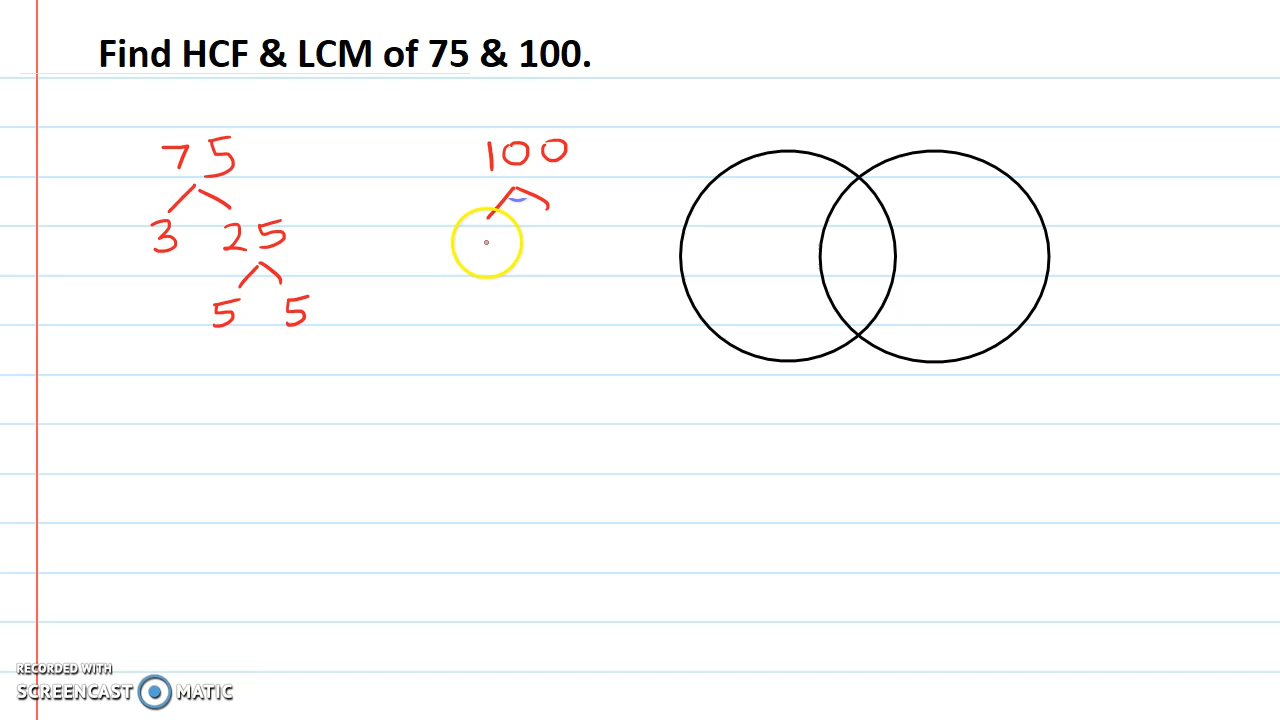 Find HCF & LCM of 75 & 100.
75 100
3 25
5 5
RECORDED WITH
SCREENCAST MATIC